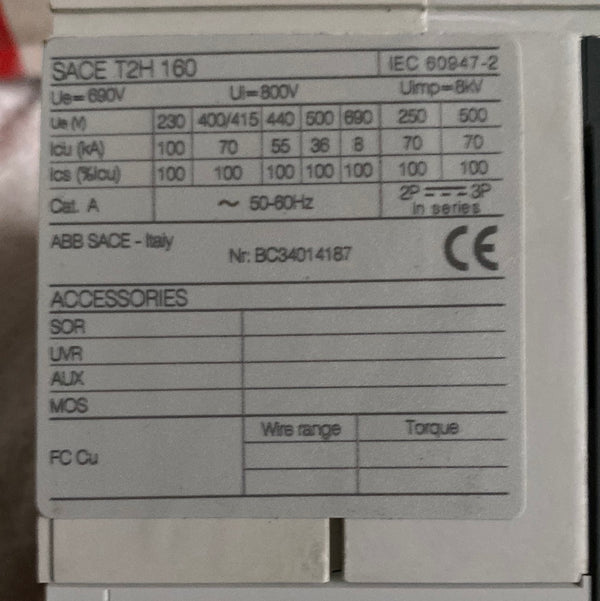 SACE T2H 160 IEC 60947-2
Ue=690V Ui=800V Uimp=8kV
Ue (V) 230 400/415 440 500 690 250 500
Icu (kA) 100 70 55 36 8 70 70
Ics (%Icu) 100 100 100 100 100 100 100
Cat. A ~ 50-60Hz 2P 3P
in series
ABB SACE - Italy
Nr: BC34014187
CE
ACCESSORIES
SOR
UVR
AUX
MOS
Wire range Torque
FC Cu